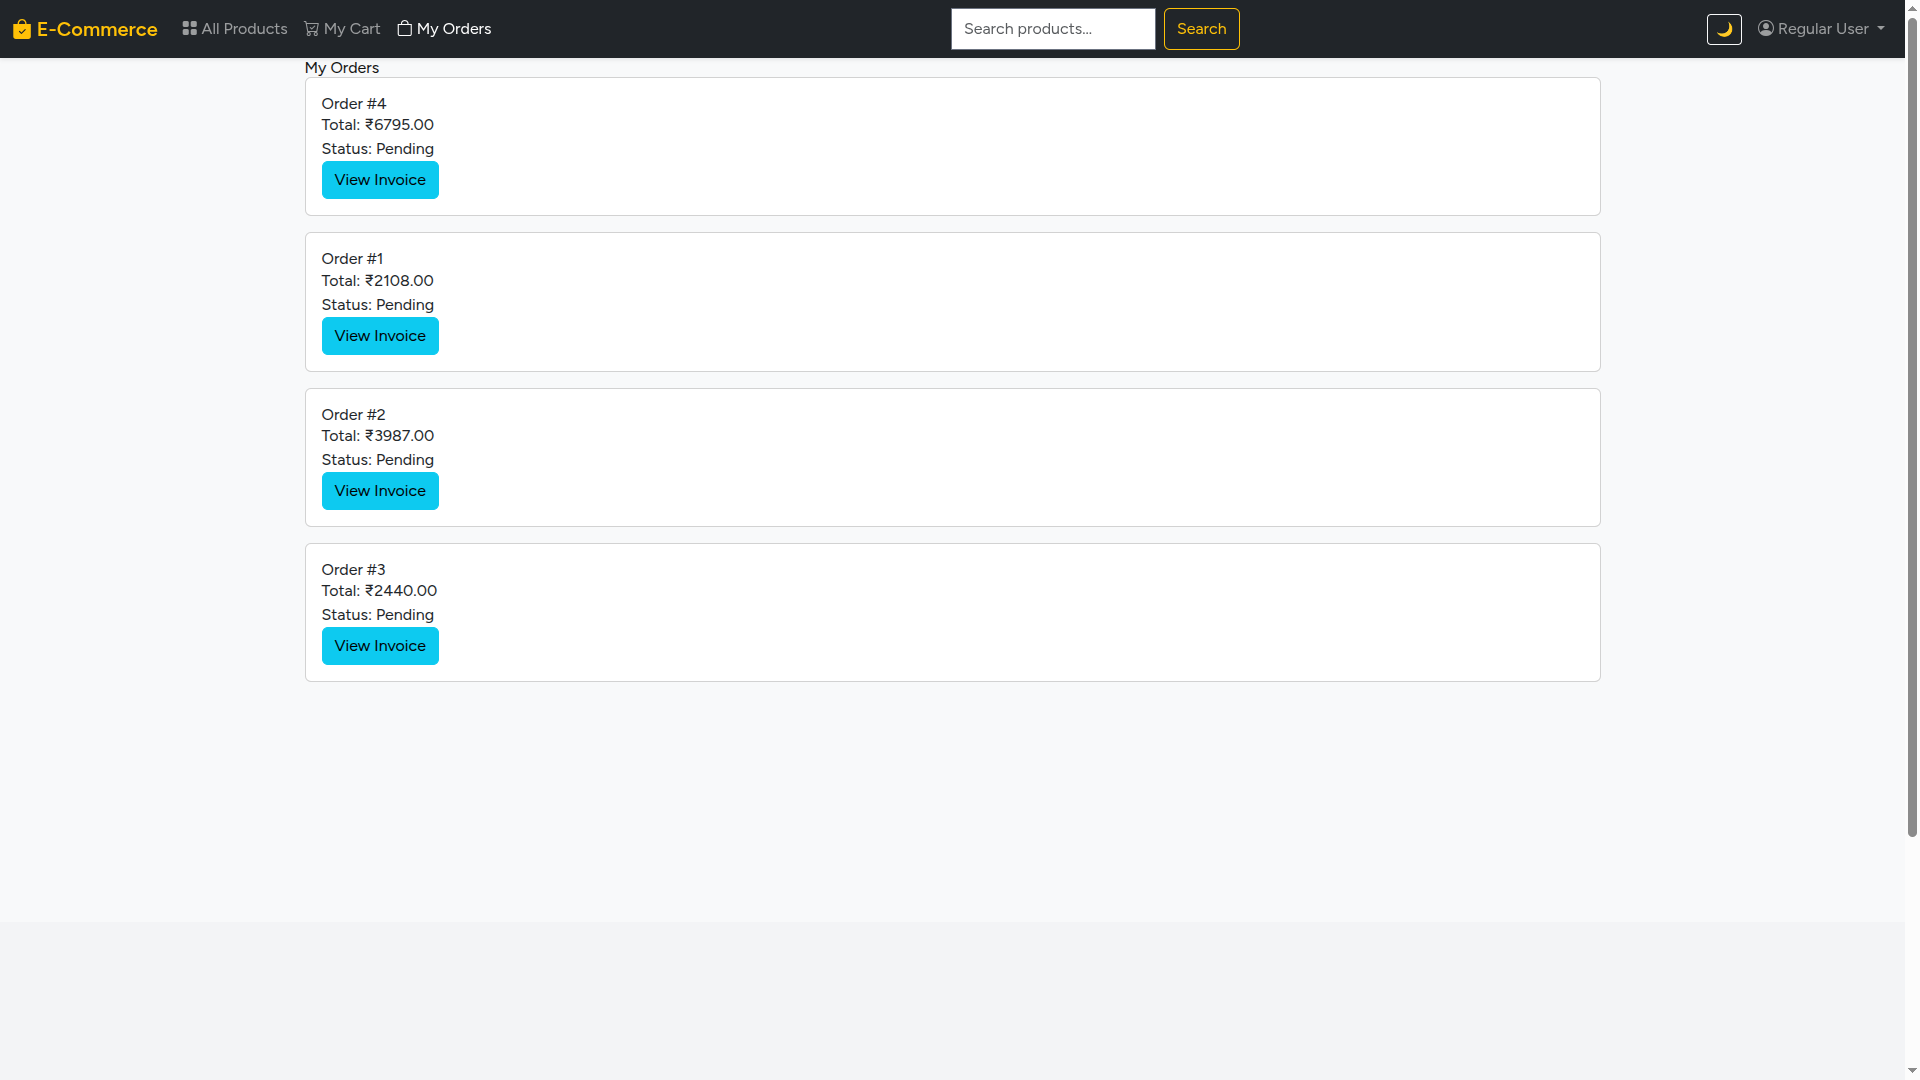 E-Commerce All Products My Cart My Orders Search products... Search Regular User
My Orders
Order #4
Total: ₹6795.00
Status: Pending
View Invoice
Order #1
Total: ₹2108.00
Status: Pending
View Invoice
Order #2
Total: ₹3987.00
Status: Pending
View Invoice
Order #3
Total: ₹2440.00
Status: Pending
View Invoice